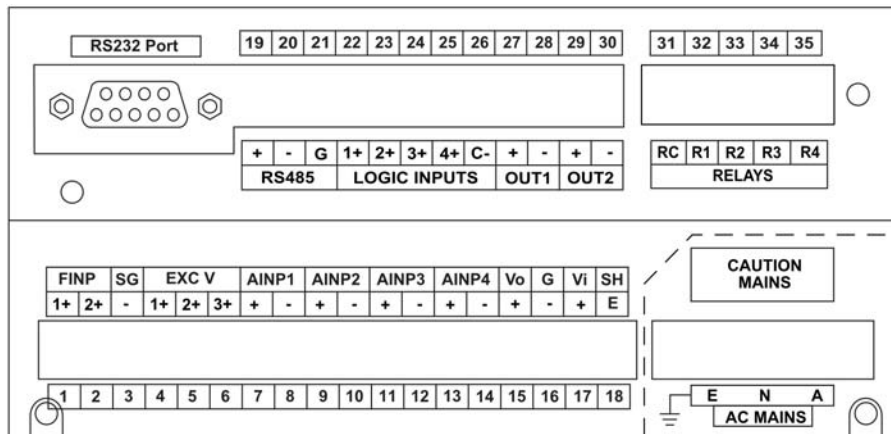 RS232 Port
19 20 21 22 23 24 25 26 27 28 29 30
31 32 33 34 35
+ - G 1+ 2+ 3+ 4+ C- + - + -
RS485 LOGIC INPUTS OUT1 OUT2
RC R1 R2 R3 R4
RELAYS
FINP SG EXC V AINP1 AINP2 AINP3 AINP4 Vo G Vi SH
1+ 2+ - 1+ 2+ 3+ + - + - + - + - + - + E
CAUTION
MAINS
1 2 3 4 5 6 7 8 9 10 11 12 13 14 15 16 17 18
E N A
AC MAINS